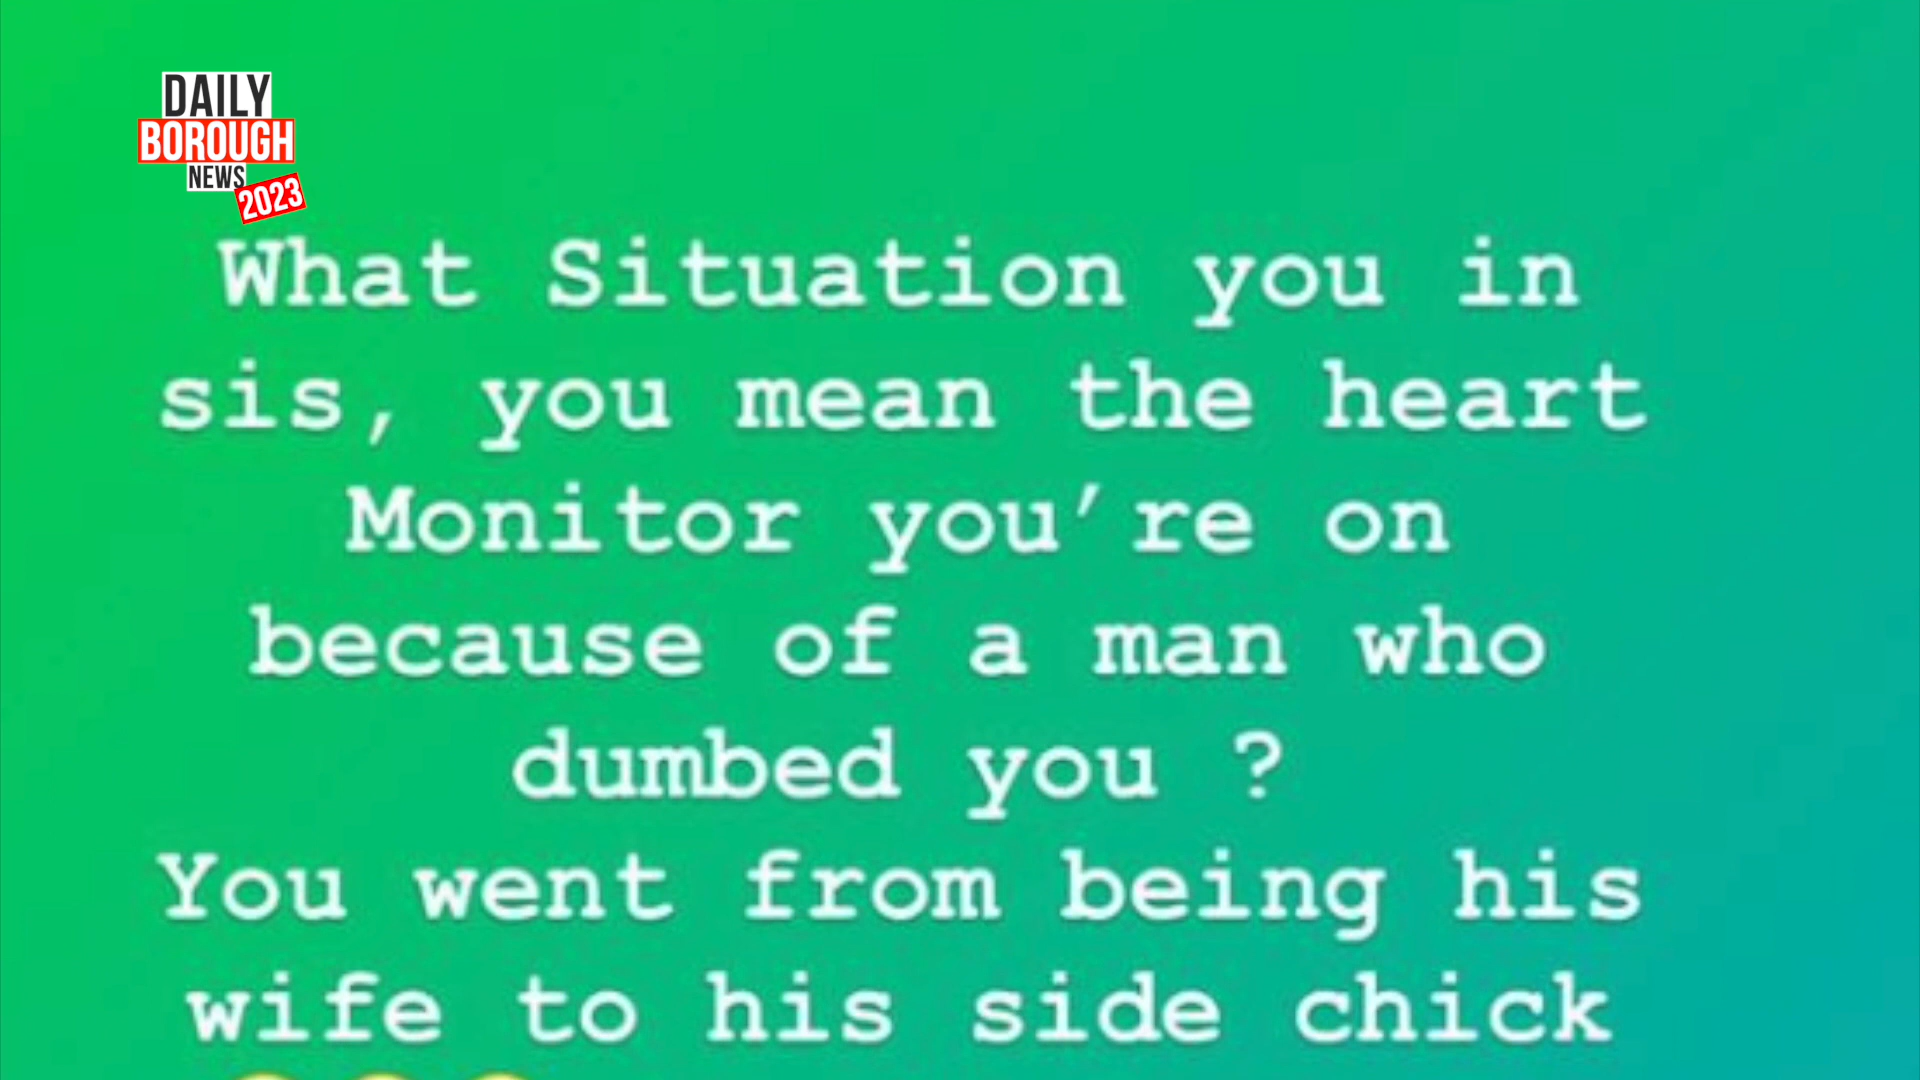 DAILY
BOROUGH
NEWS
2023
What Situation you in
sis, you mean the heart
Monitor you’re on
because of a man who
dumbed you ?
You went from being his
wife to his side chick